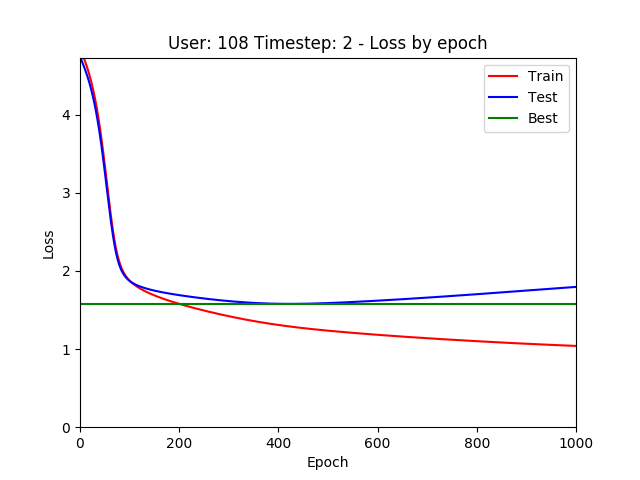 User: 108 Timestep: 2 - Loss by epoch
Train
Test
Best
Loss
4
3
2
1
0
0 200 400 600 800 1000
Epoch